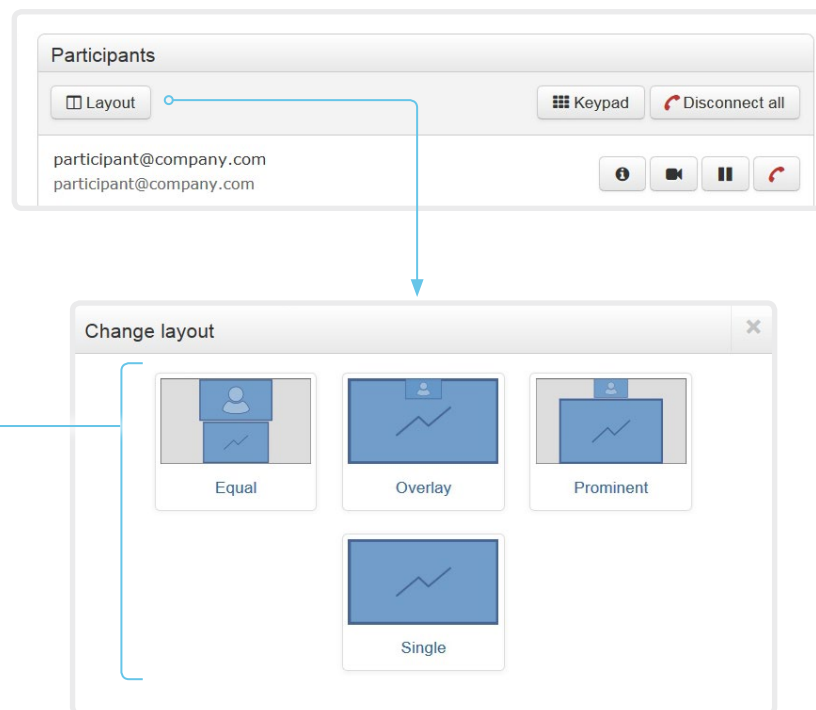 Participants
Layout
Keypad
Disconnect all
participant@company.com
participant@company.com
Change layout
Equal
Overlay
Prominent
Single